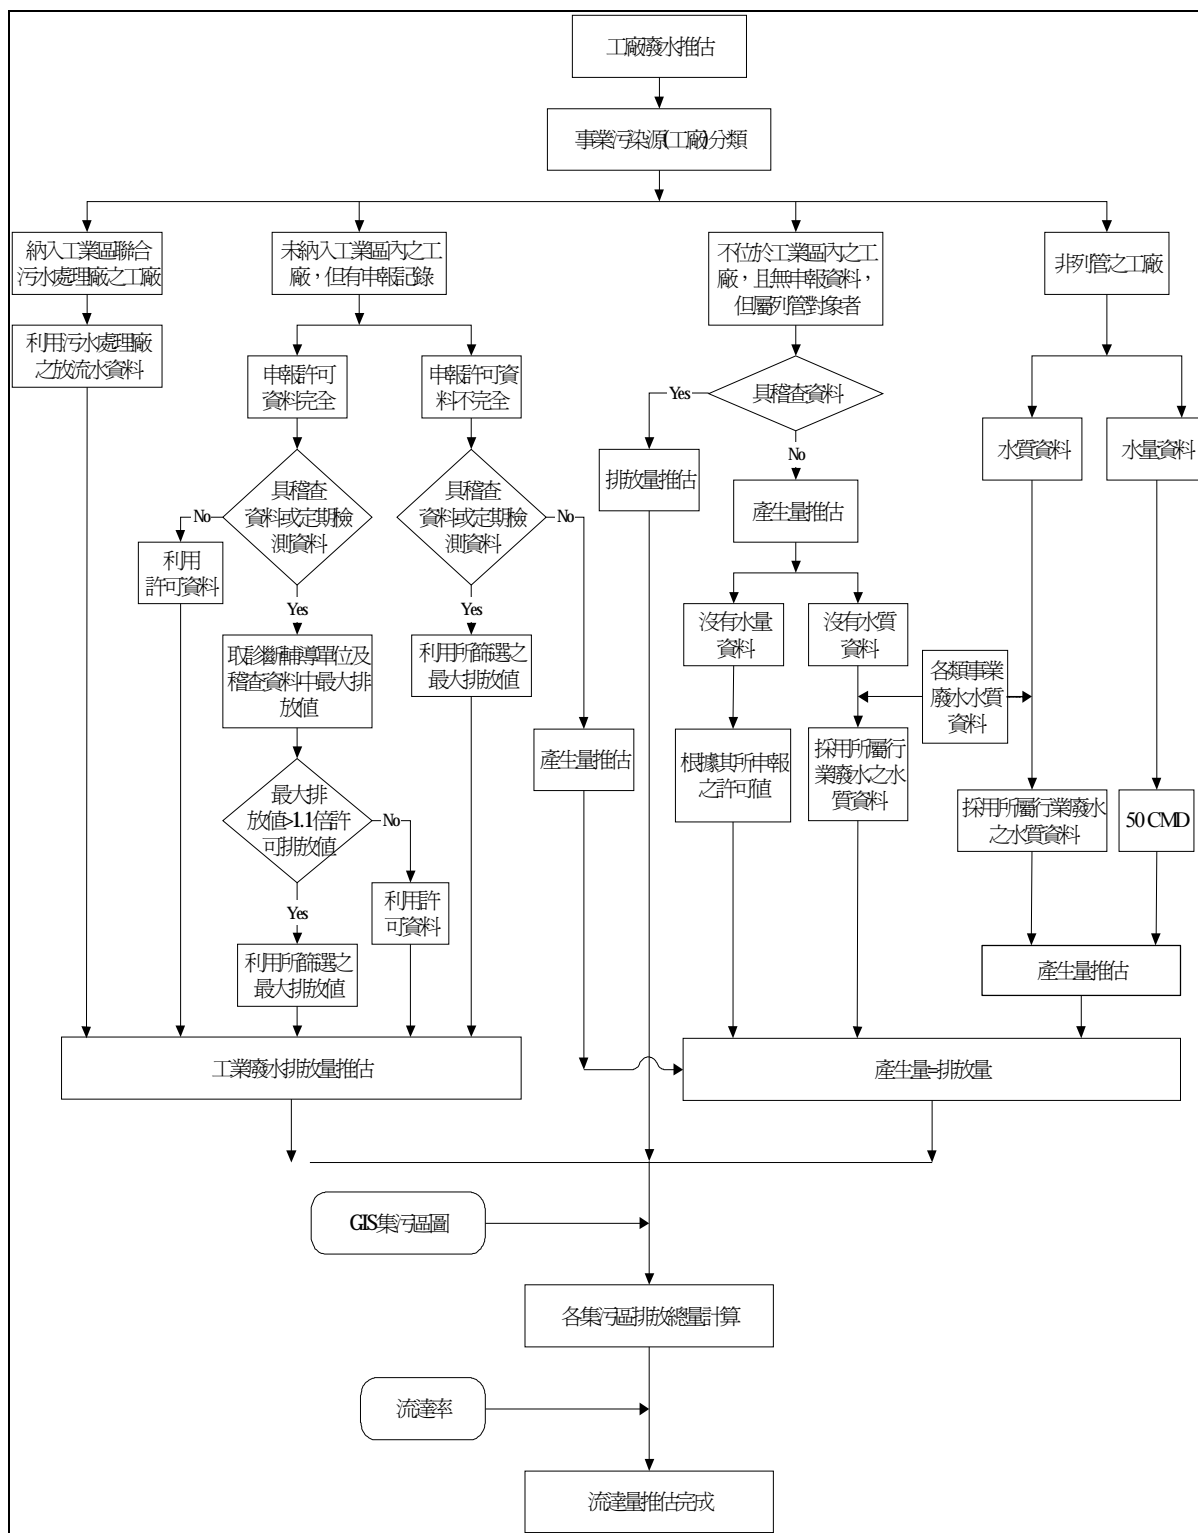 工廠廢水推估
事業污染源(工廠)分類
納入工業區聯合
污水處理廠之工廠
未納入工業區內之工
廠，但有申報記錄
不位於工業區內之工
廠，且無申報資料，
但屬列管對象者
非列管之工廠
利用污水處理廠
之放流水資料
申報許可
資料完全
申報許可資
料不完全
Yes
具稽查資料
No
水質資料
水量資料
排放量推估
產生量推估
具稽查
資料或定期檢
測資料
No
具稽查
資料或定期檢
測資料
No
利用
許可資料
Yes
Yes
沒有水量
資料
沒有水質
資料
取診斷輔導單位及
稽查資料中最大排
放值
利用所篩選之
最大排放值
各類事業
廢水水質
資料
產生量推估
根據其所申報
之許可值
採用所屬行
業廢水之水
質資料
最大排
放值>1.1倍許
可排放值
No
採用所屬行業廢水
之水質資料
50 CMD
Yes
利用許
可資料
利用所篩選之
最大排放值
產生量推估
工業廢水排放量推估
產生量=排放量
GIS集污區圖
各集污區排放總量計算
流達率
流達量推估完成